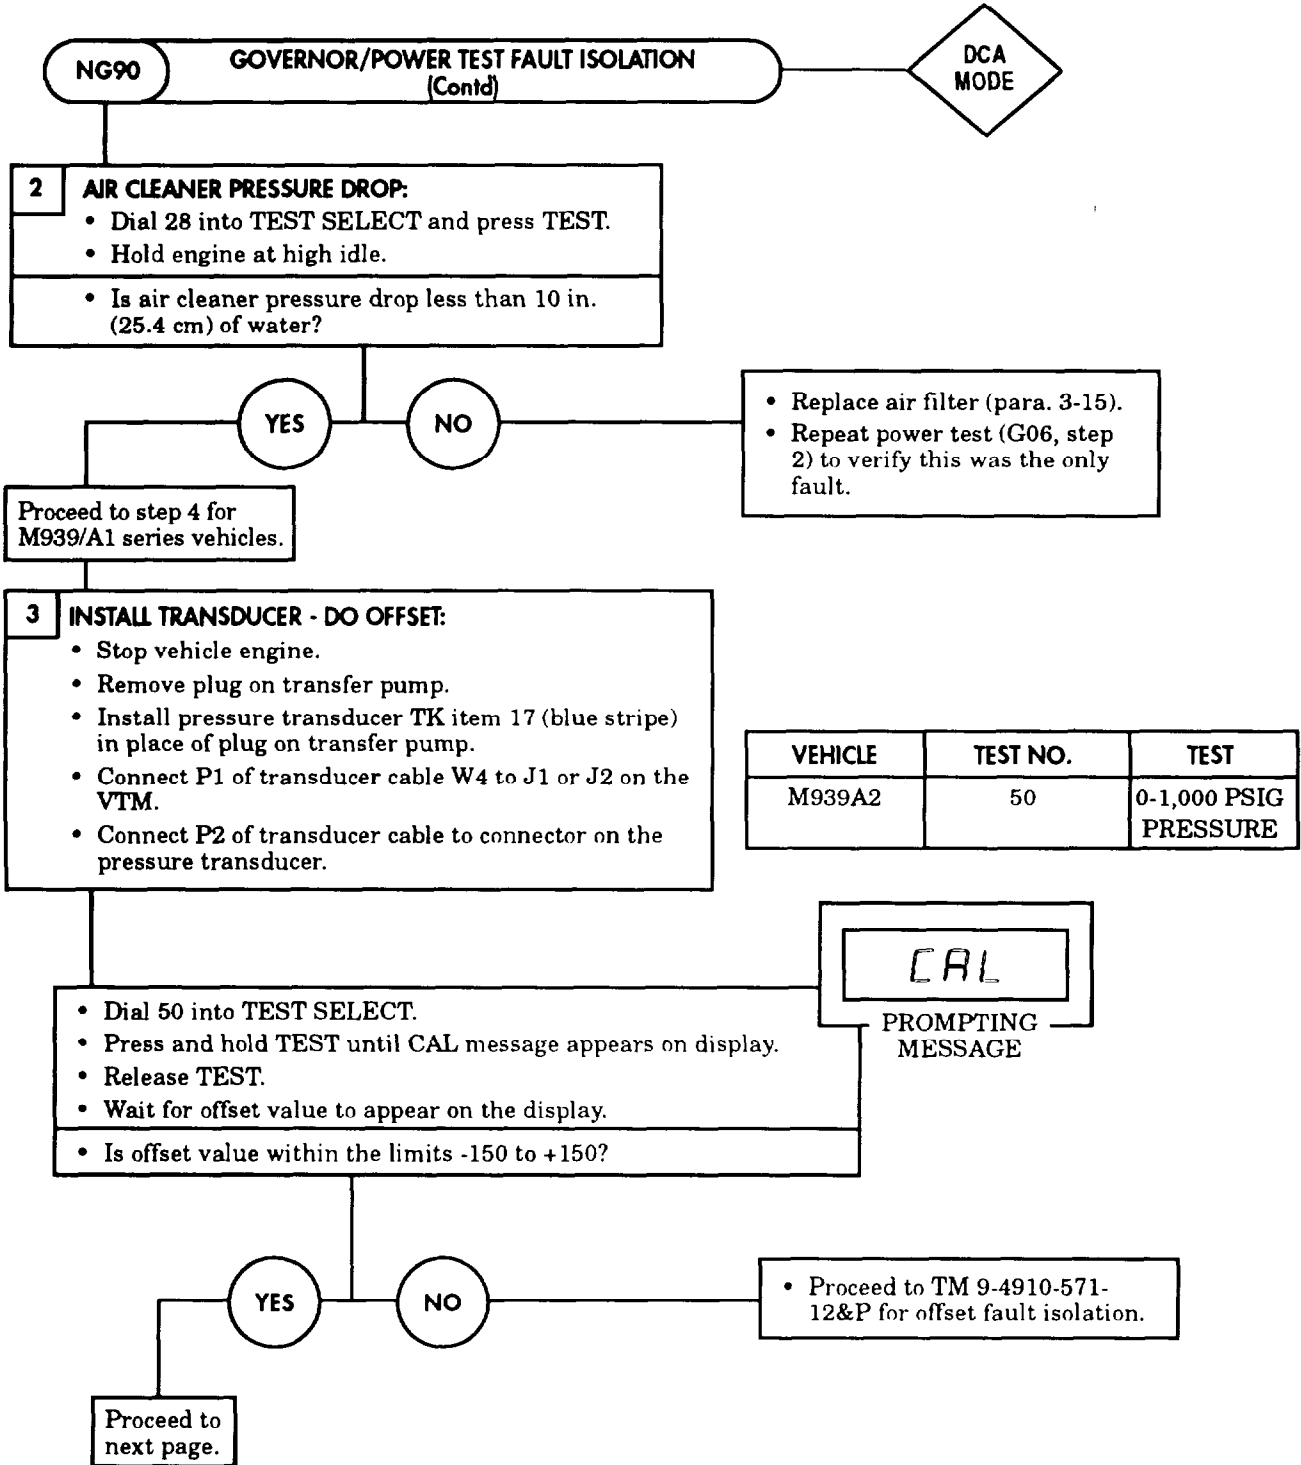 NG90
GOVERNOR/POWER TEST FAULT ISOLATION
(Contd)
DCA
MODE
2
AIR CLEANER PRESSURE DROP:
• Dial 28 into TEST SELECT and press TEST.
• Hold engine at high idle.
• Is air cleaner pressure drop less than 10 in.
(25.4 cm) of water?
YES
NO
• Replace air filter (para. 3-15).
• Repeat power test (G06, step
2) to verify this was the only
fault.
Proceed to step 4 for
M939/A1 series vehicles.
3
INSTALL TRANSDUCER - DO OFFSET:
• Stop vehicle engine.
• Remove plug on transfer pump.
• Install pressure transducer TK item 17 (blue stripe)
in place of plug on transfer pump.
• Connect P1 of transducer cable W4 to J1 or J2 on the
VTM.
• Connect P2 of transducer cable to connector on the
pressure transducer.
VEHICLE TEST NO. TEST
M939A2 50 0-1,000 PSIG
PRESSURE
CAL
PROMPTING
MESSAGE
• Dial 50 into TEST SELECT.
• Press and hold TEST until CAL message appears on display.
• Release TEST.
• Wait for offset value to appear on the display.
• Is offset value within the limits -150 to +150?
YES
NO
• Proceed to TM 9-4910-571-
12&P for offset fault isolation.
Proceed to
next page.